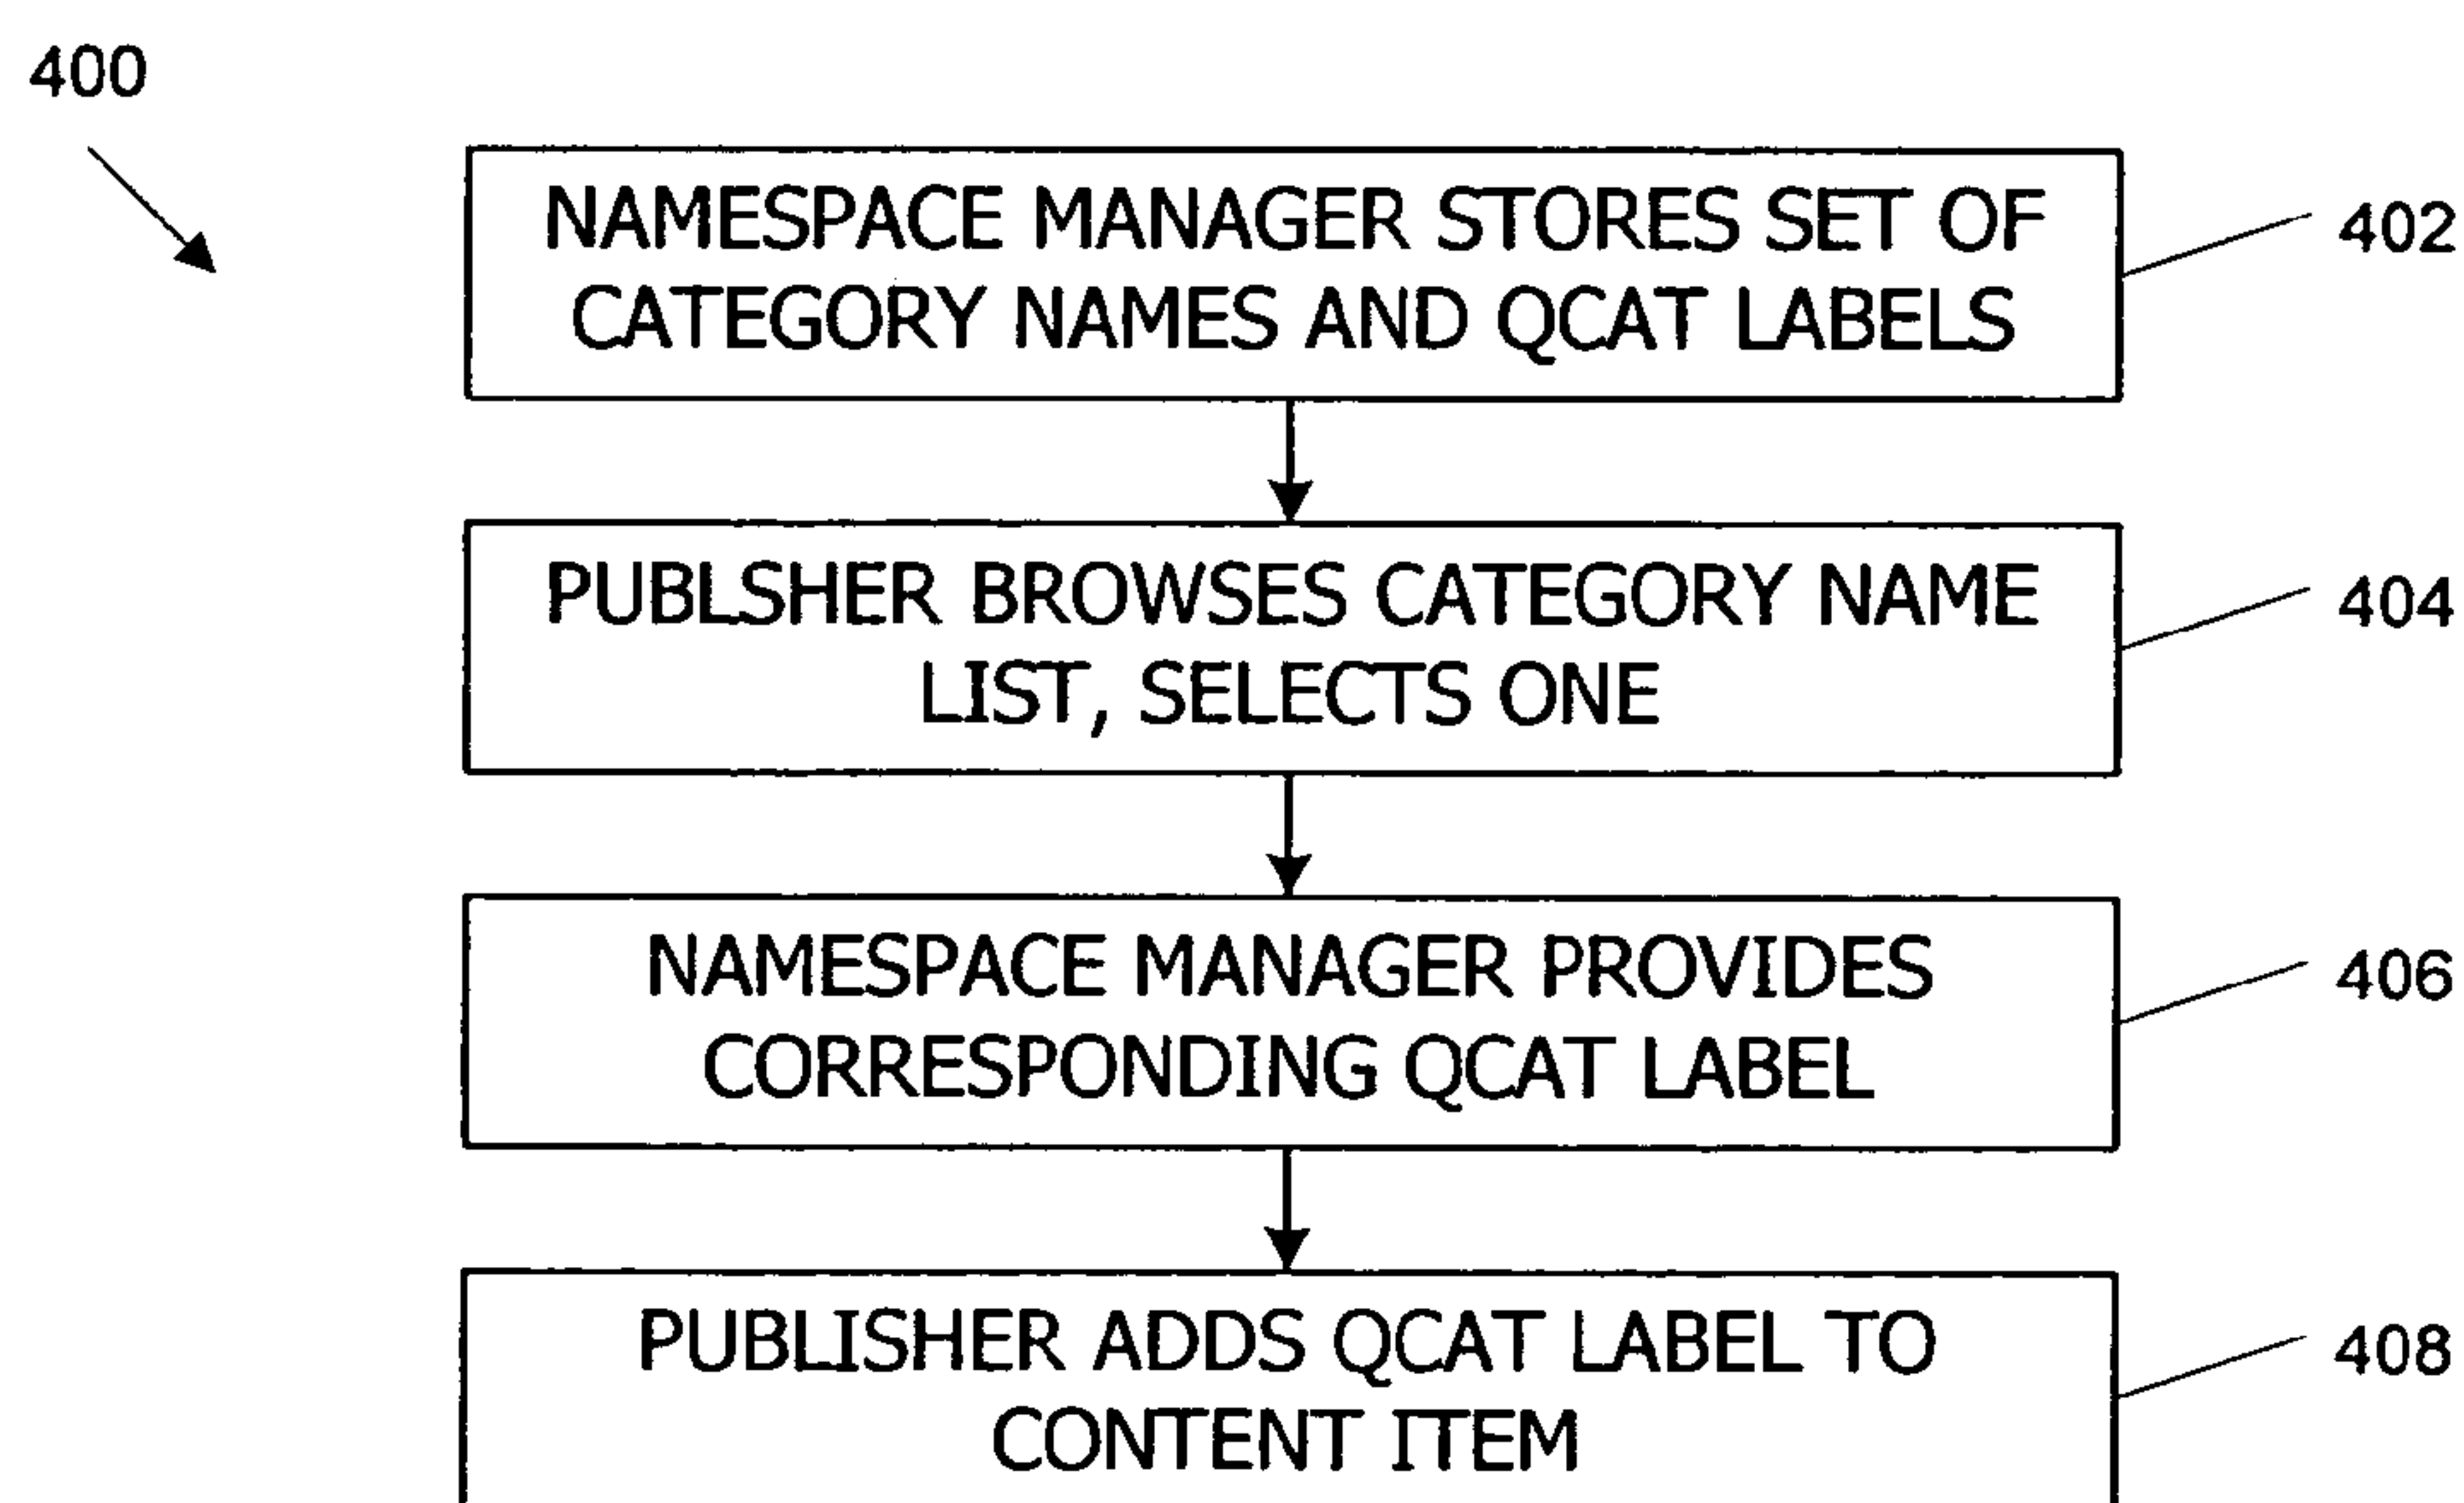 400
NAMESPACE MANAGER STORES SET OF
CATEGORY NAMES AND QCAT LABELS
402
PUBLSHER BROWSES CATEGORY NAME
LIST, SELECTS ONE
404
NAMESPACE MANAGER PROVIDES
CORRESPONDING QCAT LABEL
406
PUBLISHER ADDS QCAT LABEL TO
CONTENT ITEM
408